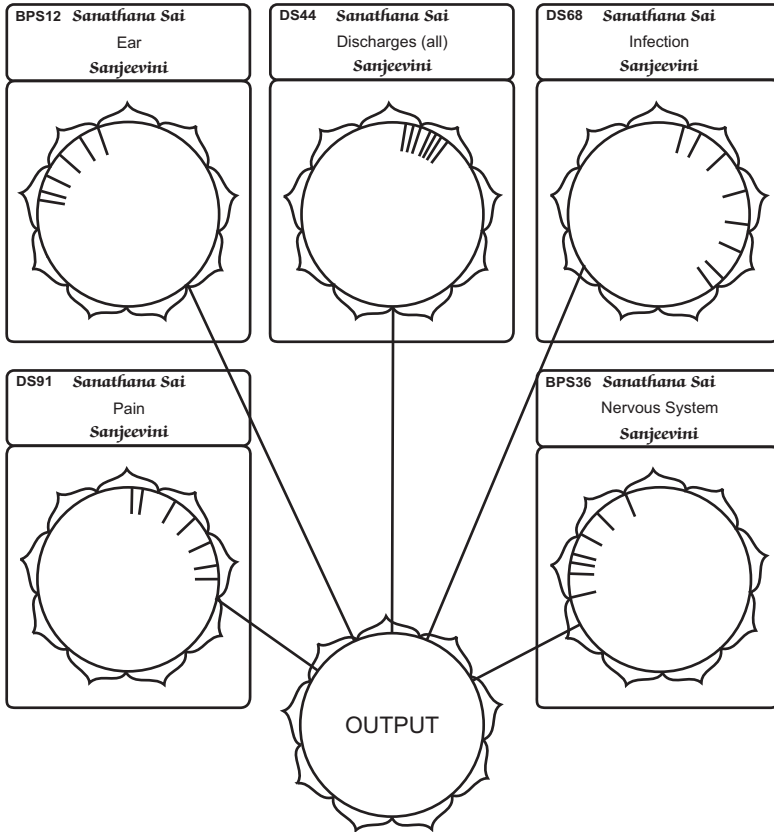 BPS12 Sanathana Sai
Ear
Sanjeevini
DS44 Sanathana Sai
Discharges (all)
Sanjeevini
DS68 Sanathana Sai
Infection
Sanjeevini
DS91 Sanathana Sai
Pain
Sanjeevini
BPS36 Sanathana Sai
Nervous System
Sanjeevini
OUTPUT